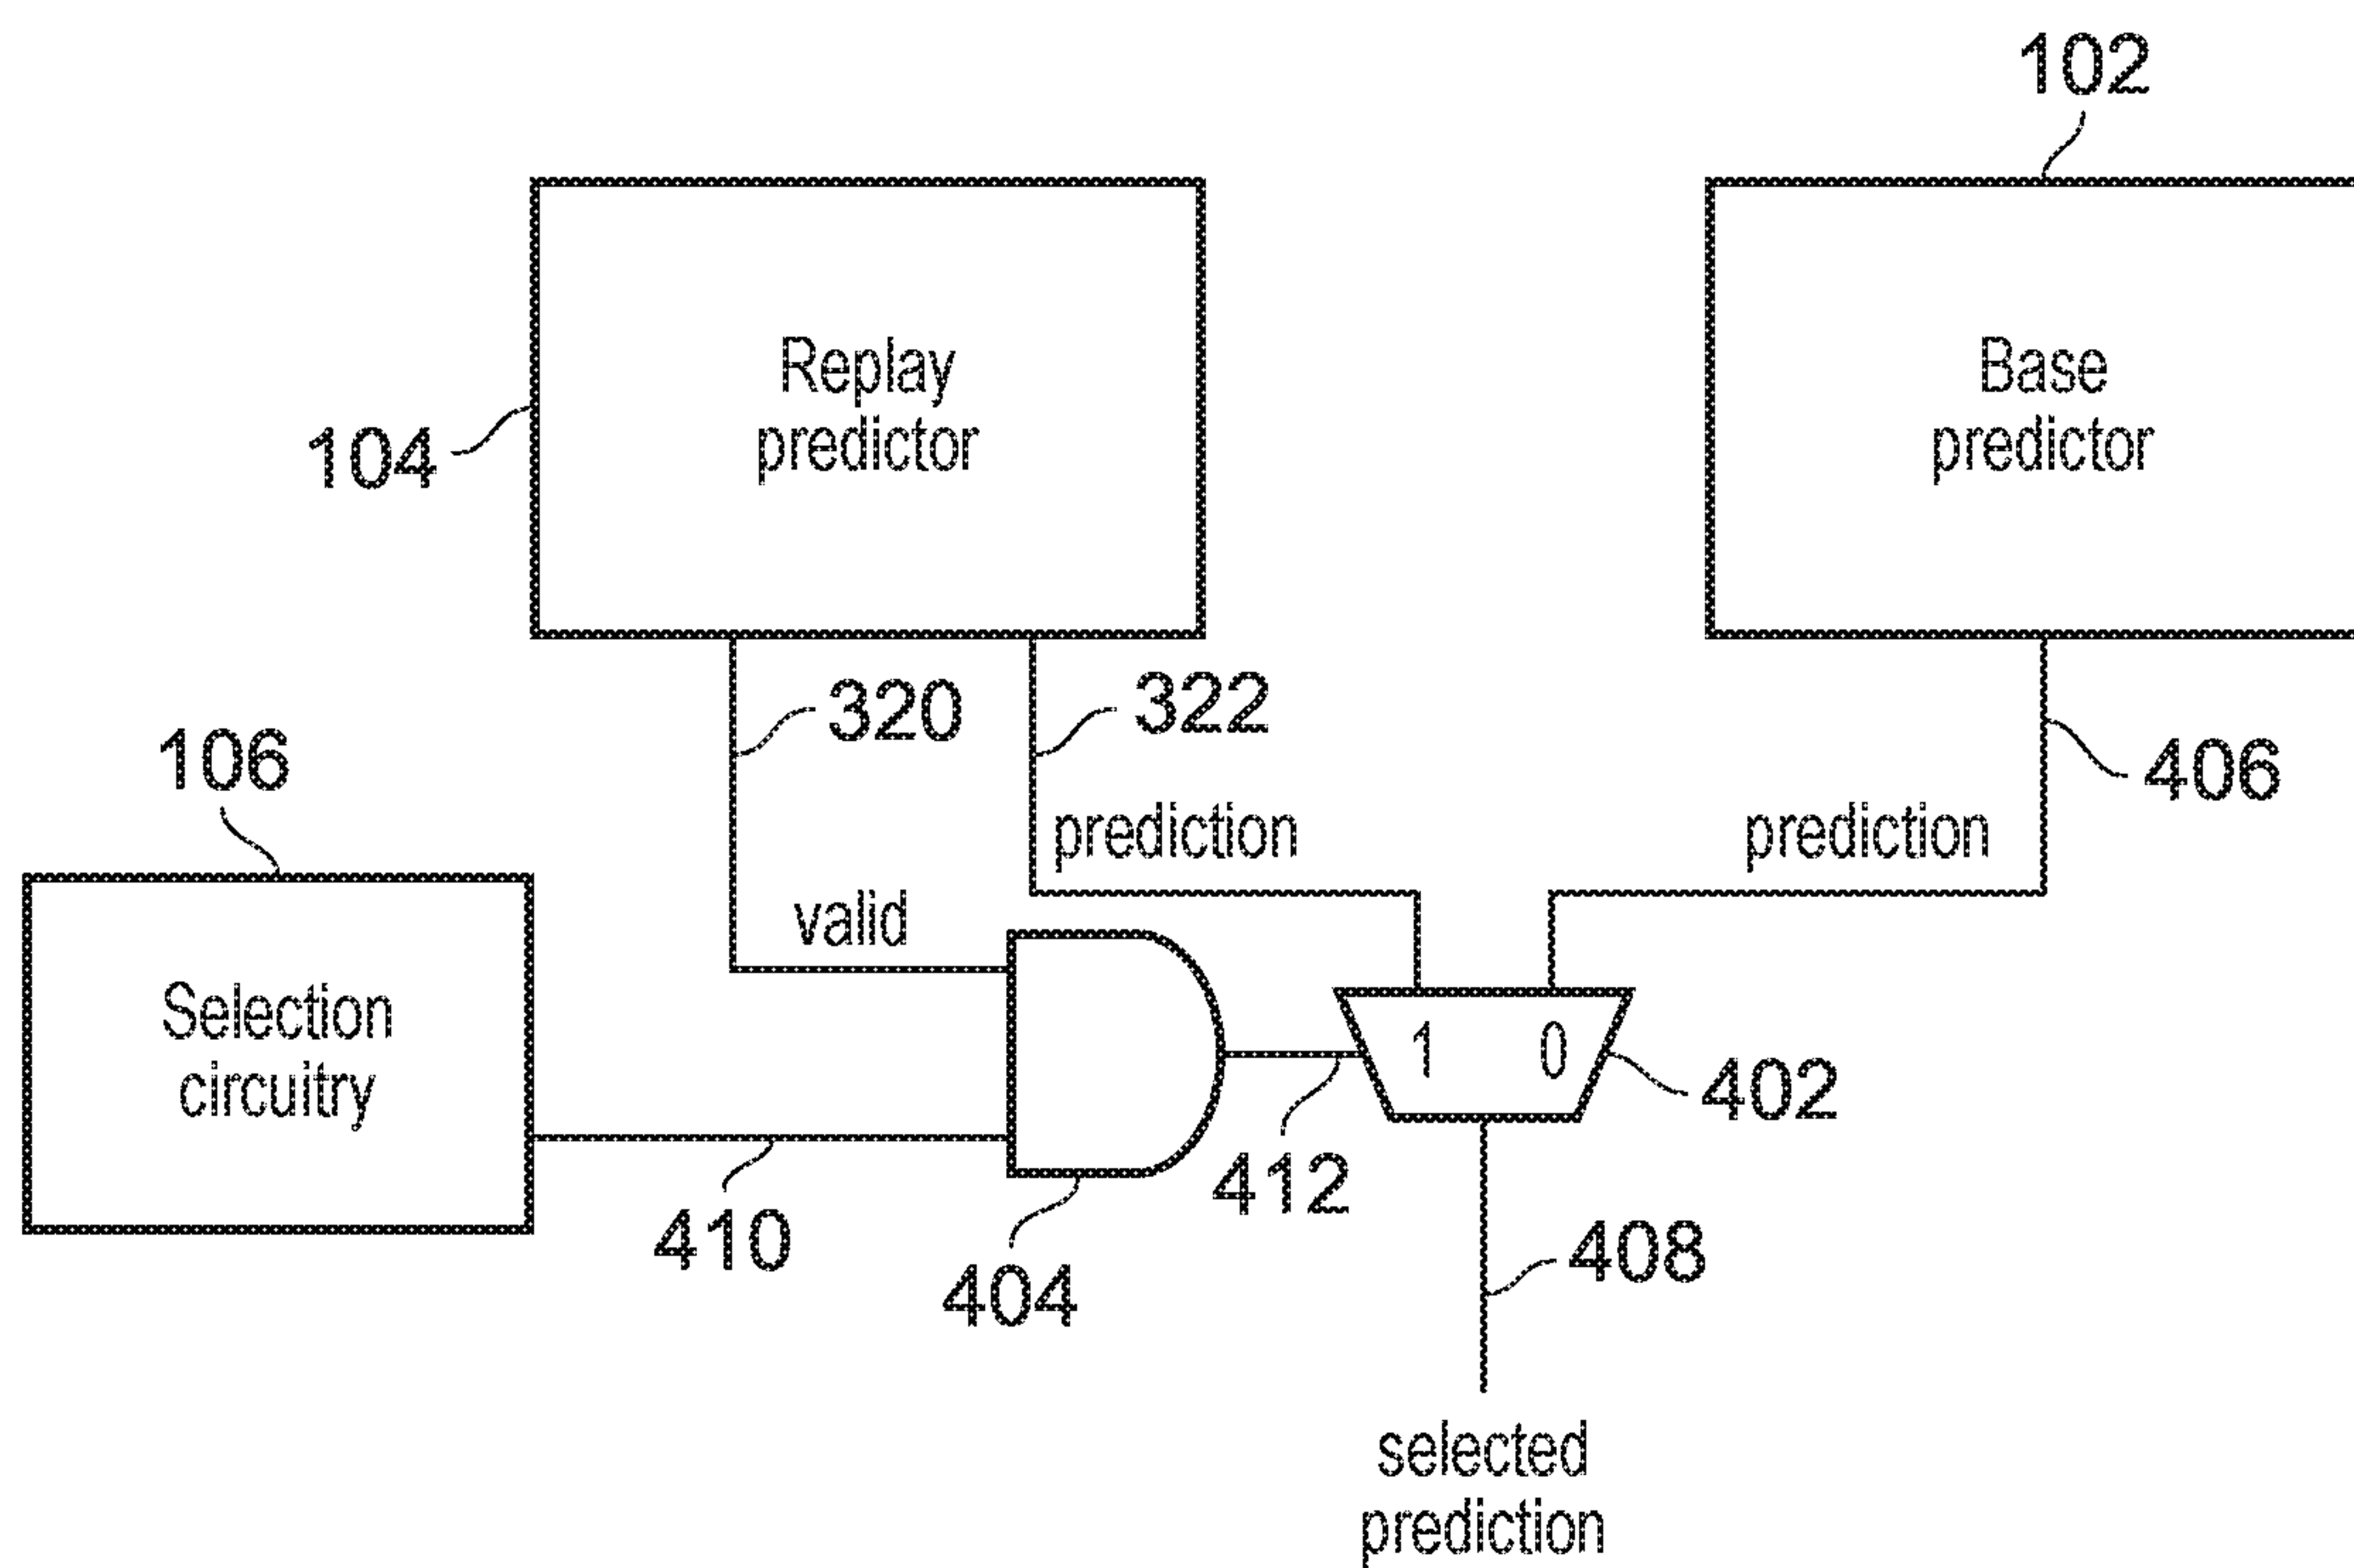 102
Replay
predictor
Base
predictor
104
320
322
406
106
prediction
prediction
valid
Selection
circuitry
1 0
402
412
410
404
408
selected
prediction